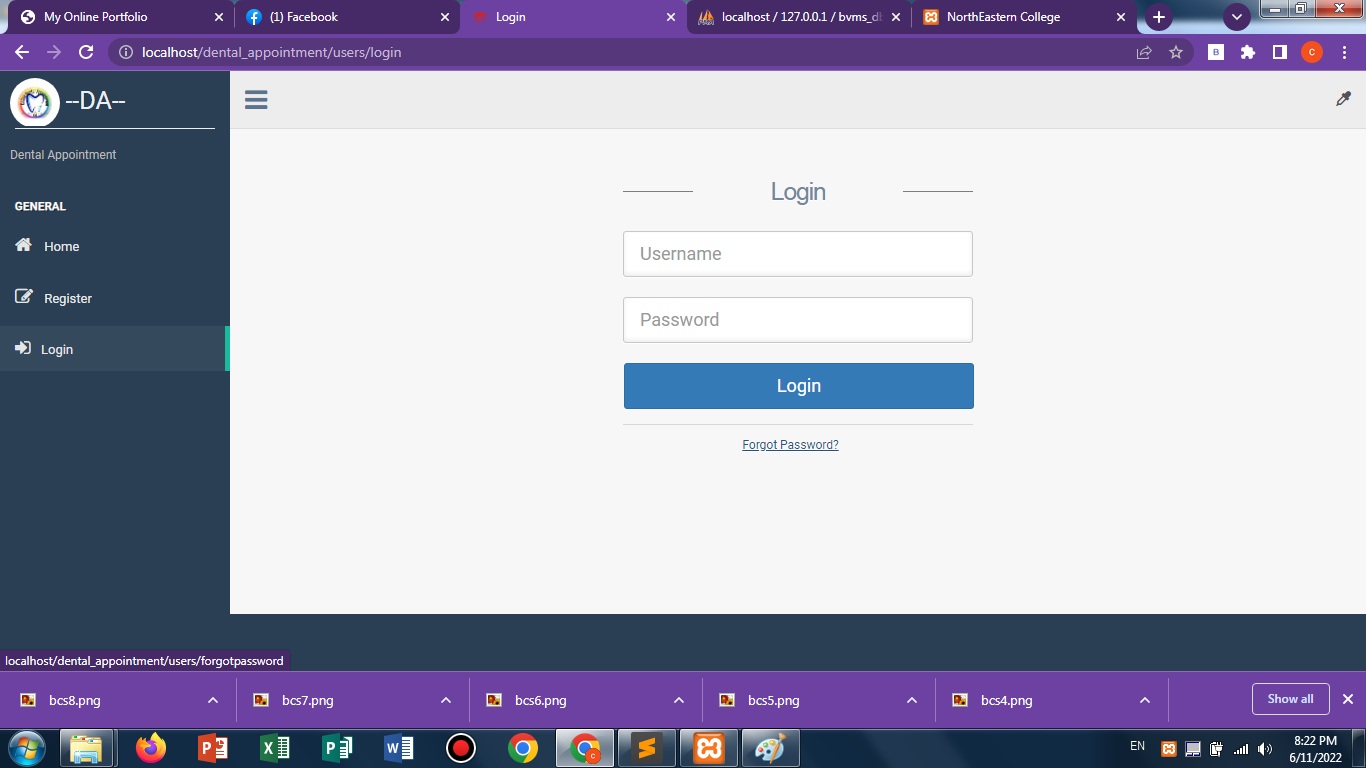 My Online Portfolio
(1) Facebook
Login
localhost / 127.0.0.1 / bvms_d
NorthEastern College
localhost/dental_appointment/users/login
B
C
--DA--
Dental Appointment
GENERAL
Home
Register
Login
Login
Username
Password
Login
Forgot Password?
localhost/dental_appointment/users/forgotpassword
bcs8.png
bcs7.png
bcs6.png
bcs5.png
bcs4.png
Show all
EN
8:22 PM
6/11/2022